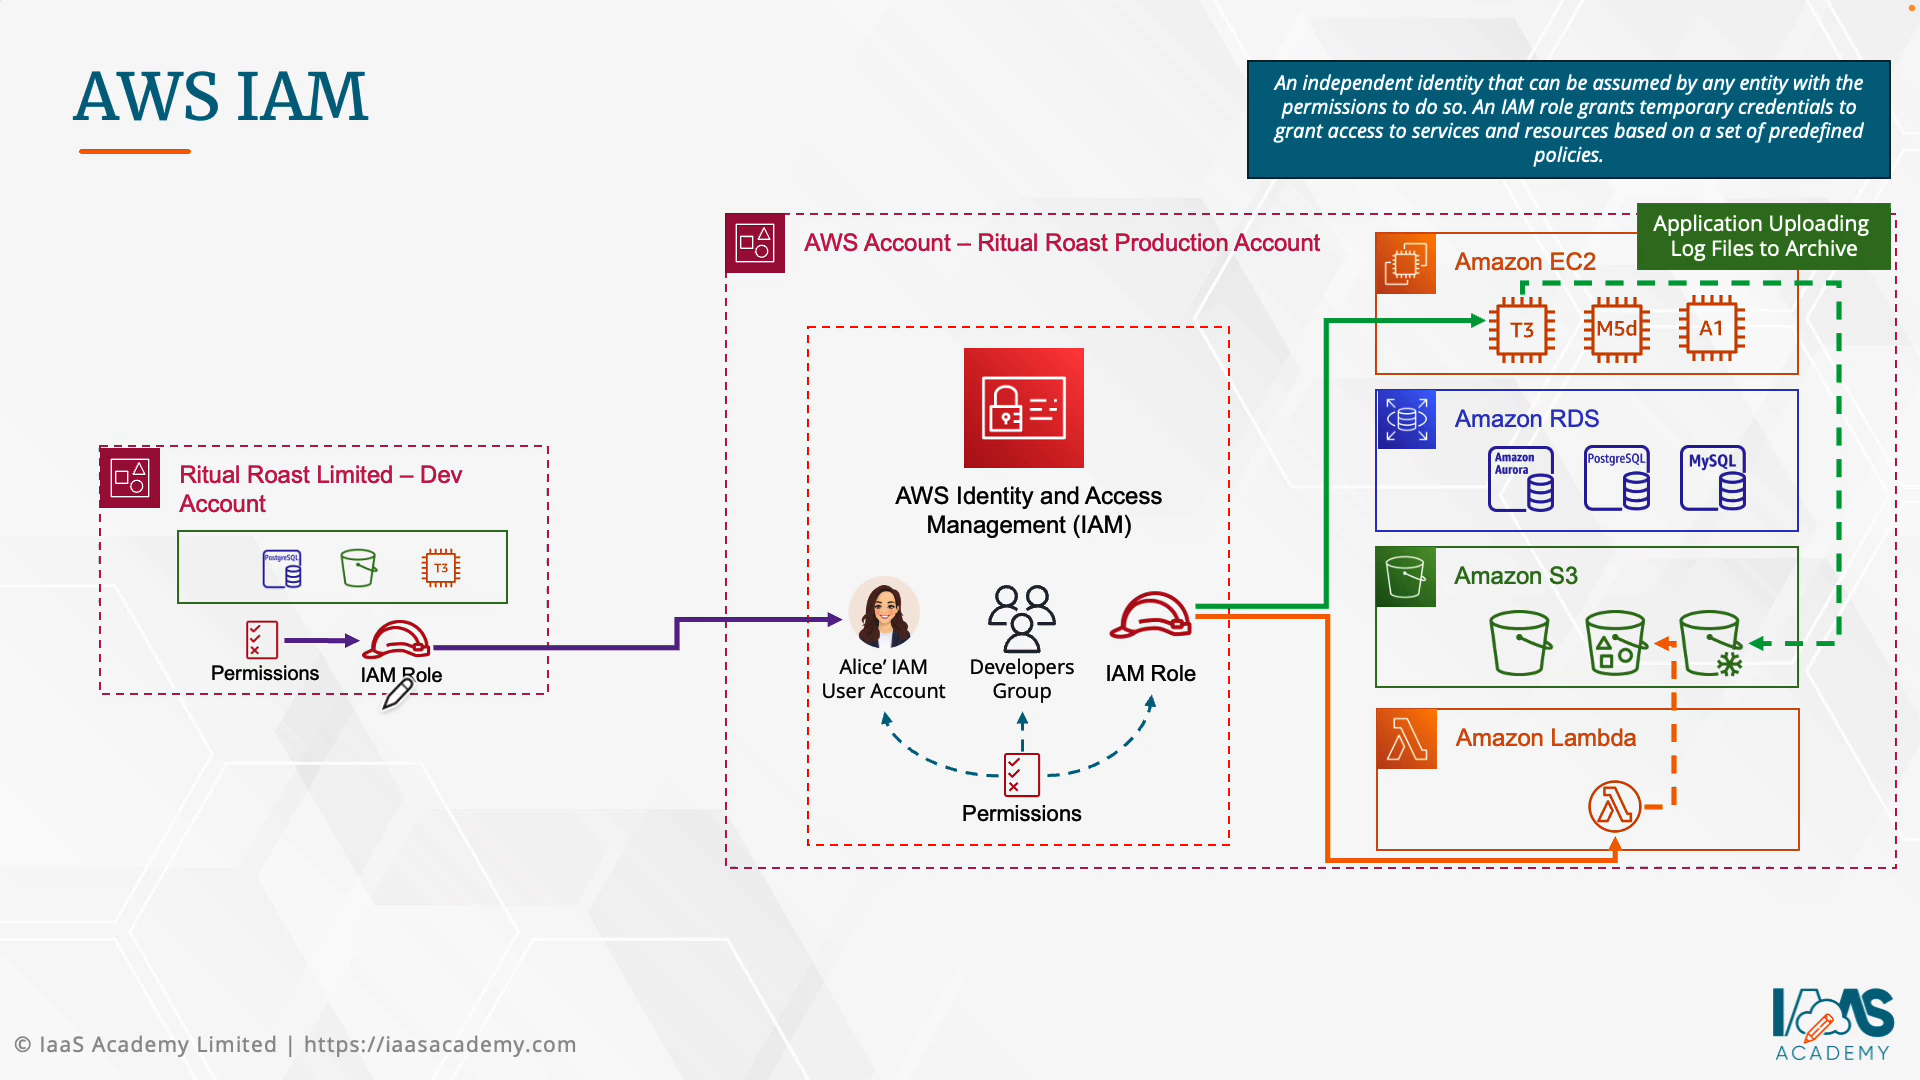 AWS IAM
An independent identity that can be assumed by any entity with the
permissions to do so. An IAM role grants temporary credentials to
grant access to services and resources based on a set of predefined
policies.
AWS Account – Ritual Roast Production Account
Application Uploading
Log Files to Archive
Amazon EC2
T3
M5d
A1
Amazon RDS
Amazon
Aurora
PostgreSQL
MySQL
AWS Identity and Access
Management (IAM)
Ritual Roast Limited – Dev
Account
PostgreSQL
T3
Permissions
IAM Role
Alice’ IAM
User Account
Developers
Group
IAM Role
Permissions
Amazon S3
Amazon Lambda
© IaaS Academy Limited | https://iaasacademy.com
IAAS
ACADEMY